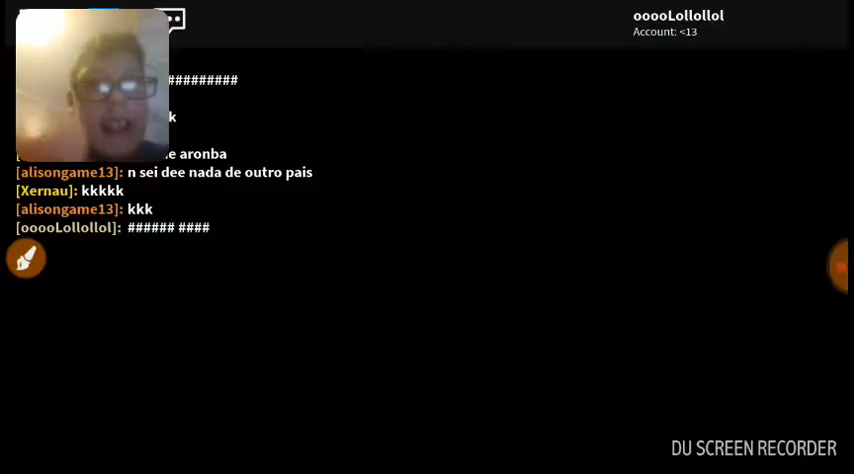 ooooLollollol
Account: <13
#########
k
e aronba
[alisongame13]: n sei dee nada de outro pais
[Xernau]: kkkkk
[alisongame13]: kkk
[ooooLollollol]: ###### ####
DU SCREEN RECORDER